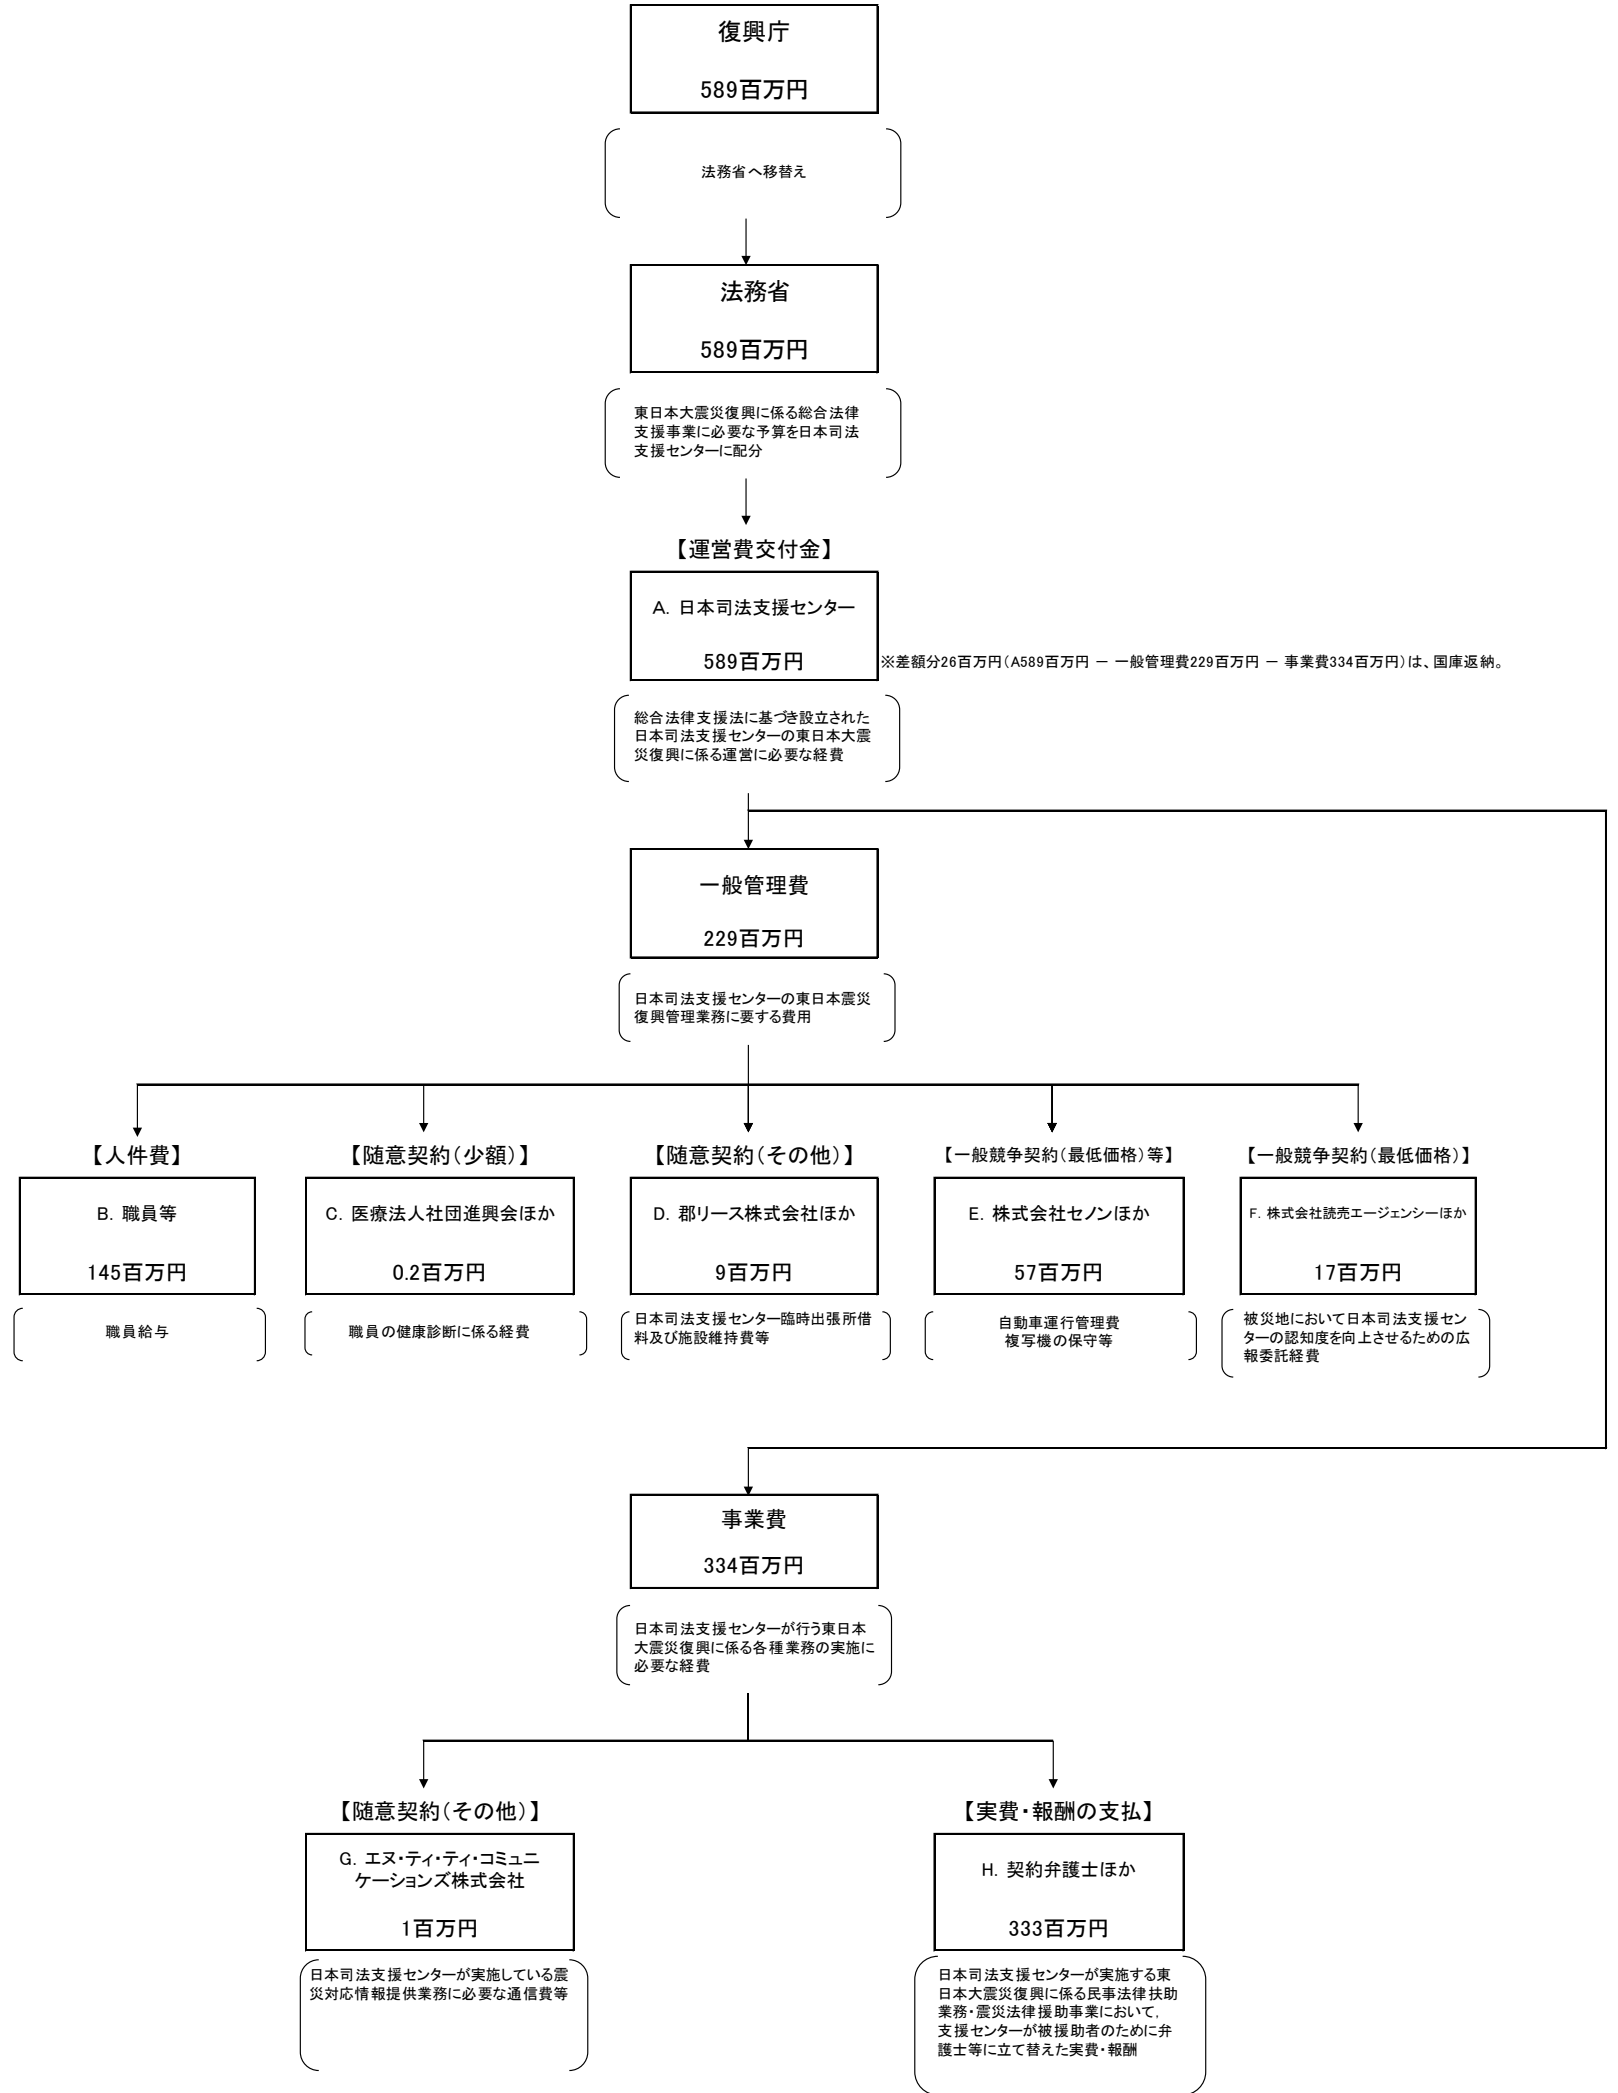 復興庁
589百万円
法務省へ移替え
法務省
589百万円
東日本大震災復興に係る総合法律
支援事業に必要な予算を日本司法
支援センターに配分
【運営費交付金】
A. 日本司法支援センター
589百万円
※差額分26百万円(A589百万円 － 一般管理費229百万円 － 事業費334百万円)は、国庫返納。
総合法律支援法に基づき設立された
日本司法支援センターの東日本大震
災復興に係る運営に必要な経費
一般管理費
229百万円
日本司法支援センターの東日本震災
復興管理業務に要する費用
【人件費】
B. 職員等
145百万円
職員給与
【随意契約(少額)】
C. 医療法人社団進興会ほか
0.2百万円
職員の健康診断に係る経費
【随意契約(その他)】
D. 郡リース株式会社ほか
9百万円
日本司法支援センター臨時出張所借
料及び施設維持費等
【一般競争契約(最低価格)等】
E. 株式会社セノンほか
57百万円
自動車運行管理費
複写機の保守等
【一般競争契約(最低価格)】
F. 株式会社読売エージェンシーほか
17百万円
被災地において日本司法支援セン
ターの認知度を向上させるための広
報委託経費
事業費
334百万円
日本司法支援センターが行う東日本
大震災復興に係る各種業務の実施に
必要な経費
【随意契約(その他)】
G. エヌ・ティ・ティ・コミュニ
ケーションズ株式会社
1百万円
日本司法支援センターが実施している震
災対応情報提供業務に必要な通信費等
【実費・報酬の支払】
H. 契約弁護士ほか
333百万円
日本司法支援センターが実施する東
日本大震災復興に係る民事法律扶助
業務・震災法律援助事業において,
支援センターが被援助者のために弁
護士等に立て替えた実費・報酬